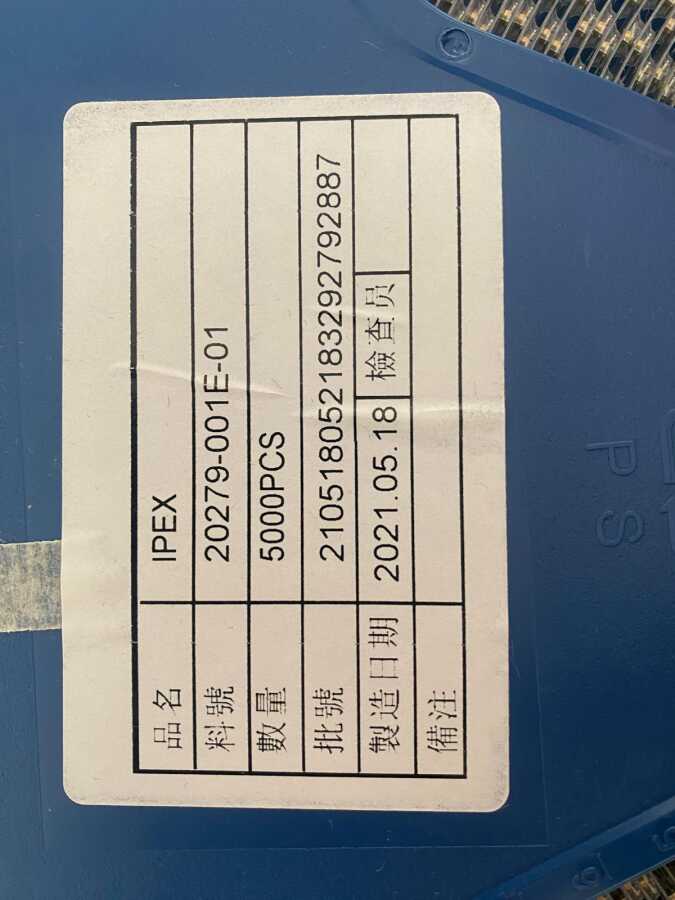 品名 IPEX
料號 20279-001E-01
數量 5000PCS
批號 210518052183292792887
製造日期 2021.05.18 檢查員
備注
PS